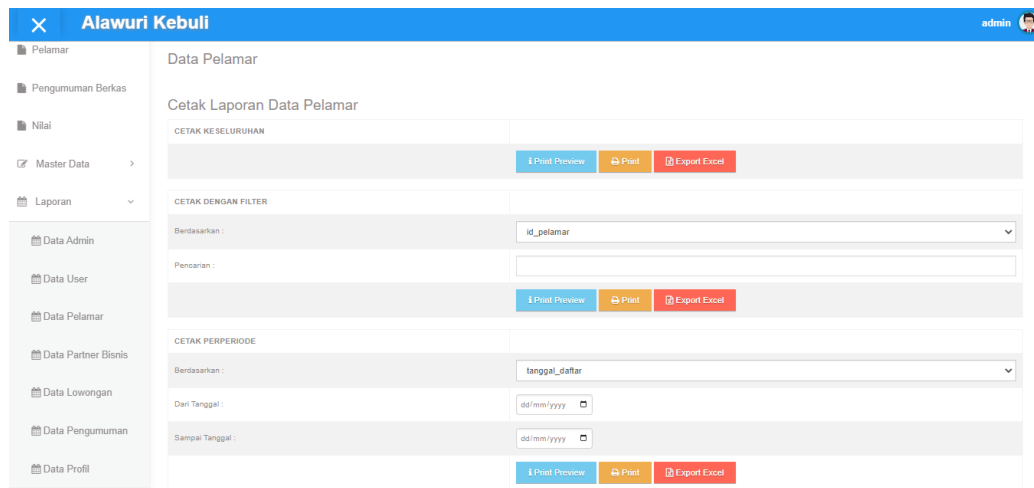 Alawuri Kebuli
admin
Pelamar
Pengumuman Berkas
Nilai
Master Data
Laporan
Data Admin
Data User
Data Pelamar
Data Partner Bisnis
Data Lowongan
Data Pengumuman
Data Profil
Data Pelamar
Cetak Laporan Data Pelamar
CETAK KESELURUHAN
Print Preview Print Export Excel
CETAK DENGAN FILTER
Berdasarkan : id_pelamar
Pencarian :
Print Preview Print Export Excel
CETAK PERPERIODE
Berdasarkan : tanggal_daftar
Dari Tanggal : dd/mm/yyyy
Sampai Tanggal : dd/mm/yyyy
Print Preview Print Export Excel